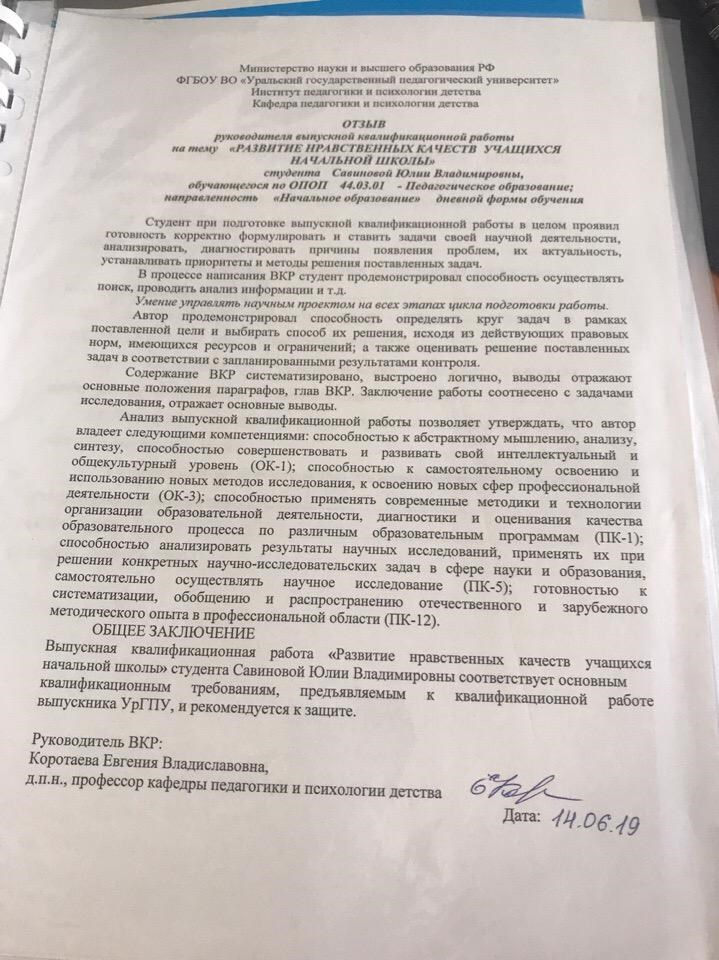 Министерство науки и высшего образования РФ
ФГБОУ ВО «Уральский государственный педагогический университет»
Институт педагогики и психологии детства
Кафедра педагогики и психологии детства
ОТЗЫВ
руководителя выпускной квалификационной работы
на тему «РАЗВИТИЕ НРАВСТВЕННЫХ КАЧЕСТВ УЧАЩИХСЯ
НАЧАЛЬНОЙ ШКОЛЫ»
студента Савиновой Юлии Владимировны,
обучающегося по ОПОП 44.03.01 - Педагогическое образование;
направленность «Начальное образование» дневной формы обучения
Студент при подготовке выпускной квалификационной работы в целом проявил
готовность корректно формулировать и ставить задачи своей научной деятельности,
анализировать, диагностировать причины появления проблем, их актуальность,
устанавливать приоритеты и методы решения поставленных задач.
В процессе написания ВКР студент продемонстрировал способность осуществлять
поиск, проводить анализ информации и т.д.
Умение управлять научным проектом на всех этапах цикла подготовки работы.
Автор продемонстрировал способность определять круг задач в рамках
поставленной цели и выбирать способ их решения, исходя из действующих правовых
норм, имеющихся ресурсов и ограничений; а также оценивать решение поставленных
задач в соответствии с запланированными результатами контроля.
Содержание ВКР систематизировано, выстроено логично, выводы отражают
основные положения параграфов, глав ВКР. Заключение работы соотнесено с задачами
исследования, отражает основные выводы.
Анализ выпускной квалификационной работы позволяет утверждать, что автор
владеет следующими компетенциями: способностью к абстрактному мышлению, анализу,
синтезу, способностью совершенствовать и развивать свой интеллектуальный и
общекультурный уровень (ОК-1); способностью к самостоятельному освоению и
использованию новых методов исследования, к освоению новых сфер профессиональной
деятельности (ОК-3); способностью применять современные методики и технологии
организации образовательной деятельности, диагностики и оценивания качества
образовательного процесса по различным образовательным программам (ПК-1);
способностью анализировать результаты научных исследований, применять их при
решении конкретных научно-исследовательских задач в сфере науки и образования,
самостоятельно осуществлять научное исследование (ПК-5); готовностью к
систематизации, обобщению и распространению отечественного и зарубежного
методического опыта в профессиональной области (ПК-12).
ОБЩЕЕ ЗАКЛЮЧЕНИЕ
Выпускная квалификационная работа «Развитие нравственных качеств учащихся
начальной школы» студента Савиновой Юлии Владимировны соответствует основным
квалификационным требованиям, предъявляемым к квалификационной работе
выпускника УрГПУ, и рекомендуется к защите.
Руководитель ВКР:
Коротаева Евгения Владиславовна,
д.п.н., профессор кафедры педагогики и психологии детства
Дата: 14.06.19